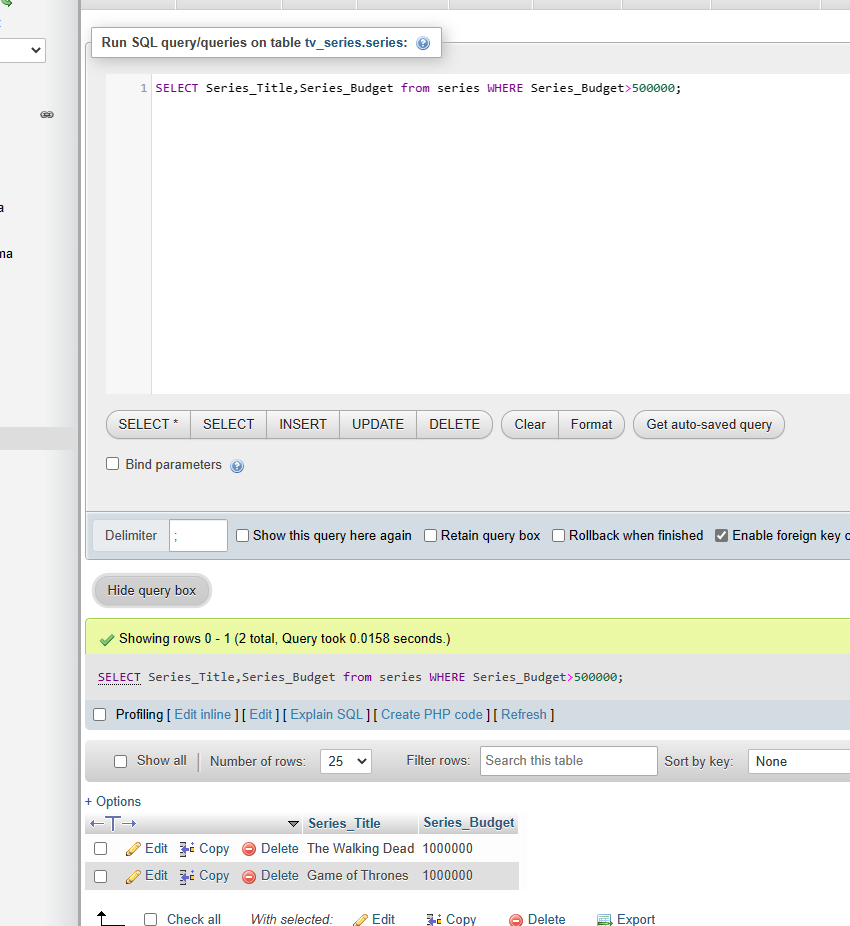 Run SQL query/queries on table tv_series.series:
1 SELECT Series_Title,Series_Budget from series WHERE Series_Budget>500000;
SELECT * SELECT INSERT UPDATE DELETE Clear Format Get auto-saved query
Bind parameters
Delimiter ; Show this query here again Retain query box Rollback when finished Enable foreign key
Hide query box
Showing rows 0 - 1 (2 total, Query took 0.0158 seconds.)
SELECT Series_Title,Series_Budget from series WHERE Series_Budget>500000;
Profiling [ Edit inline ] [ Edit ] [ Explain SQL ] [ Create PHP code ] [ Refresh ]
Show all Number of rows: 25 Filter rows: Search this table Sort by key: None
+ Options
Series_Title Series_Budget
Edit Copy Delete The Walking Dead 1000000
Edit Copy Delete Game of Thrones 1000000
Check all With selected: Edit Copy Delete Export